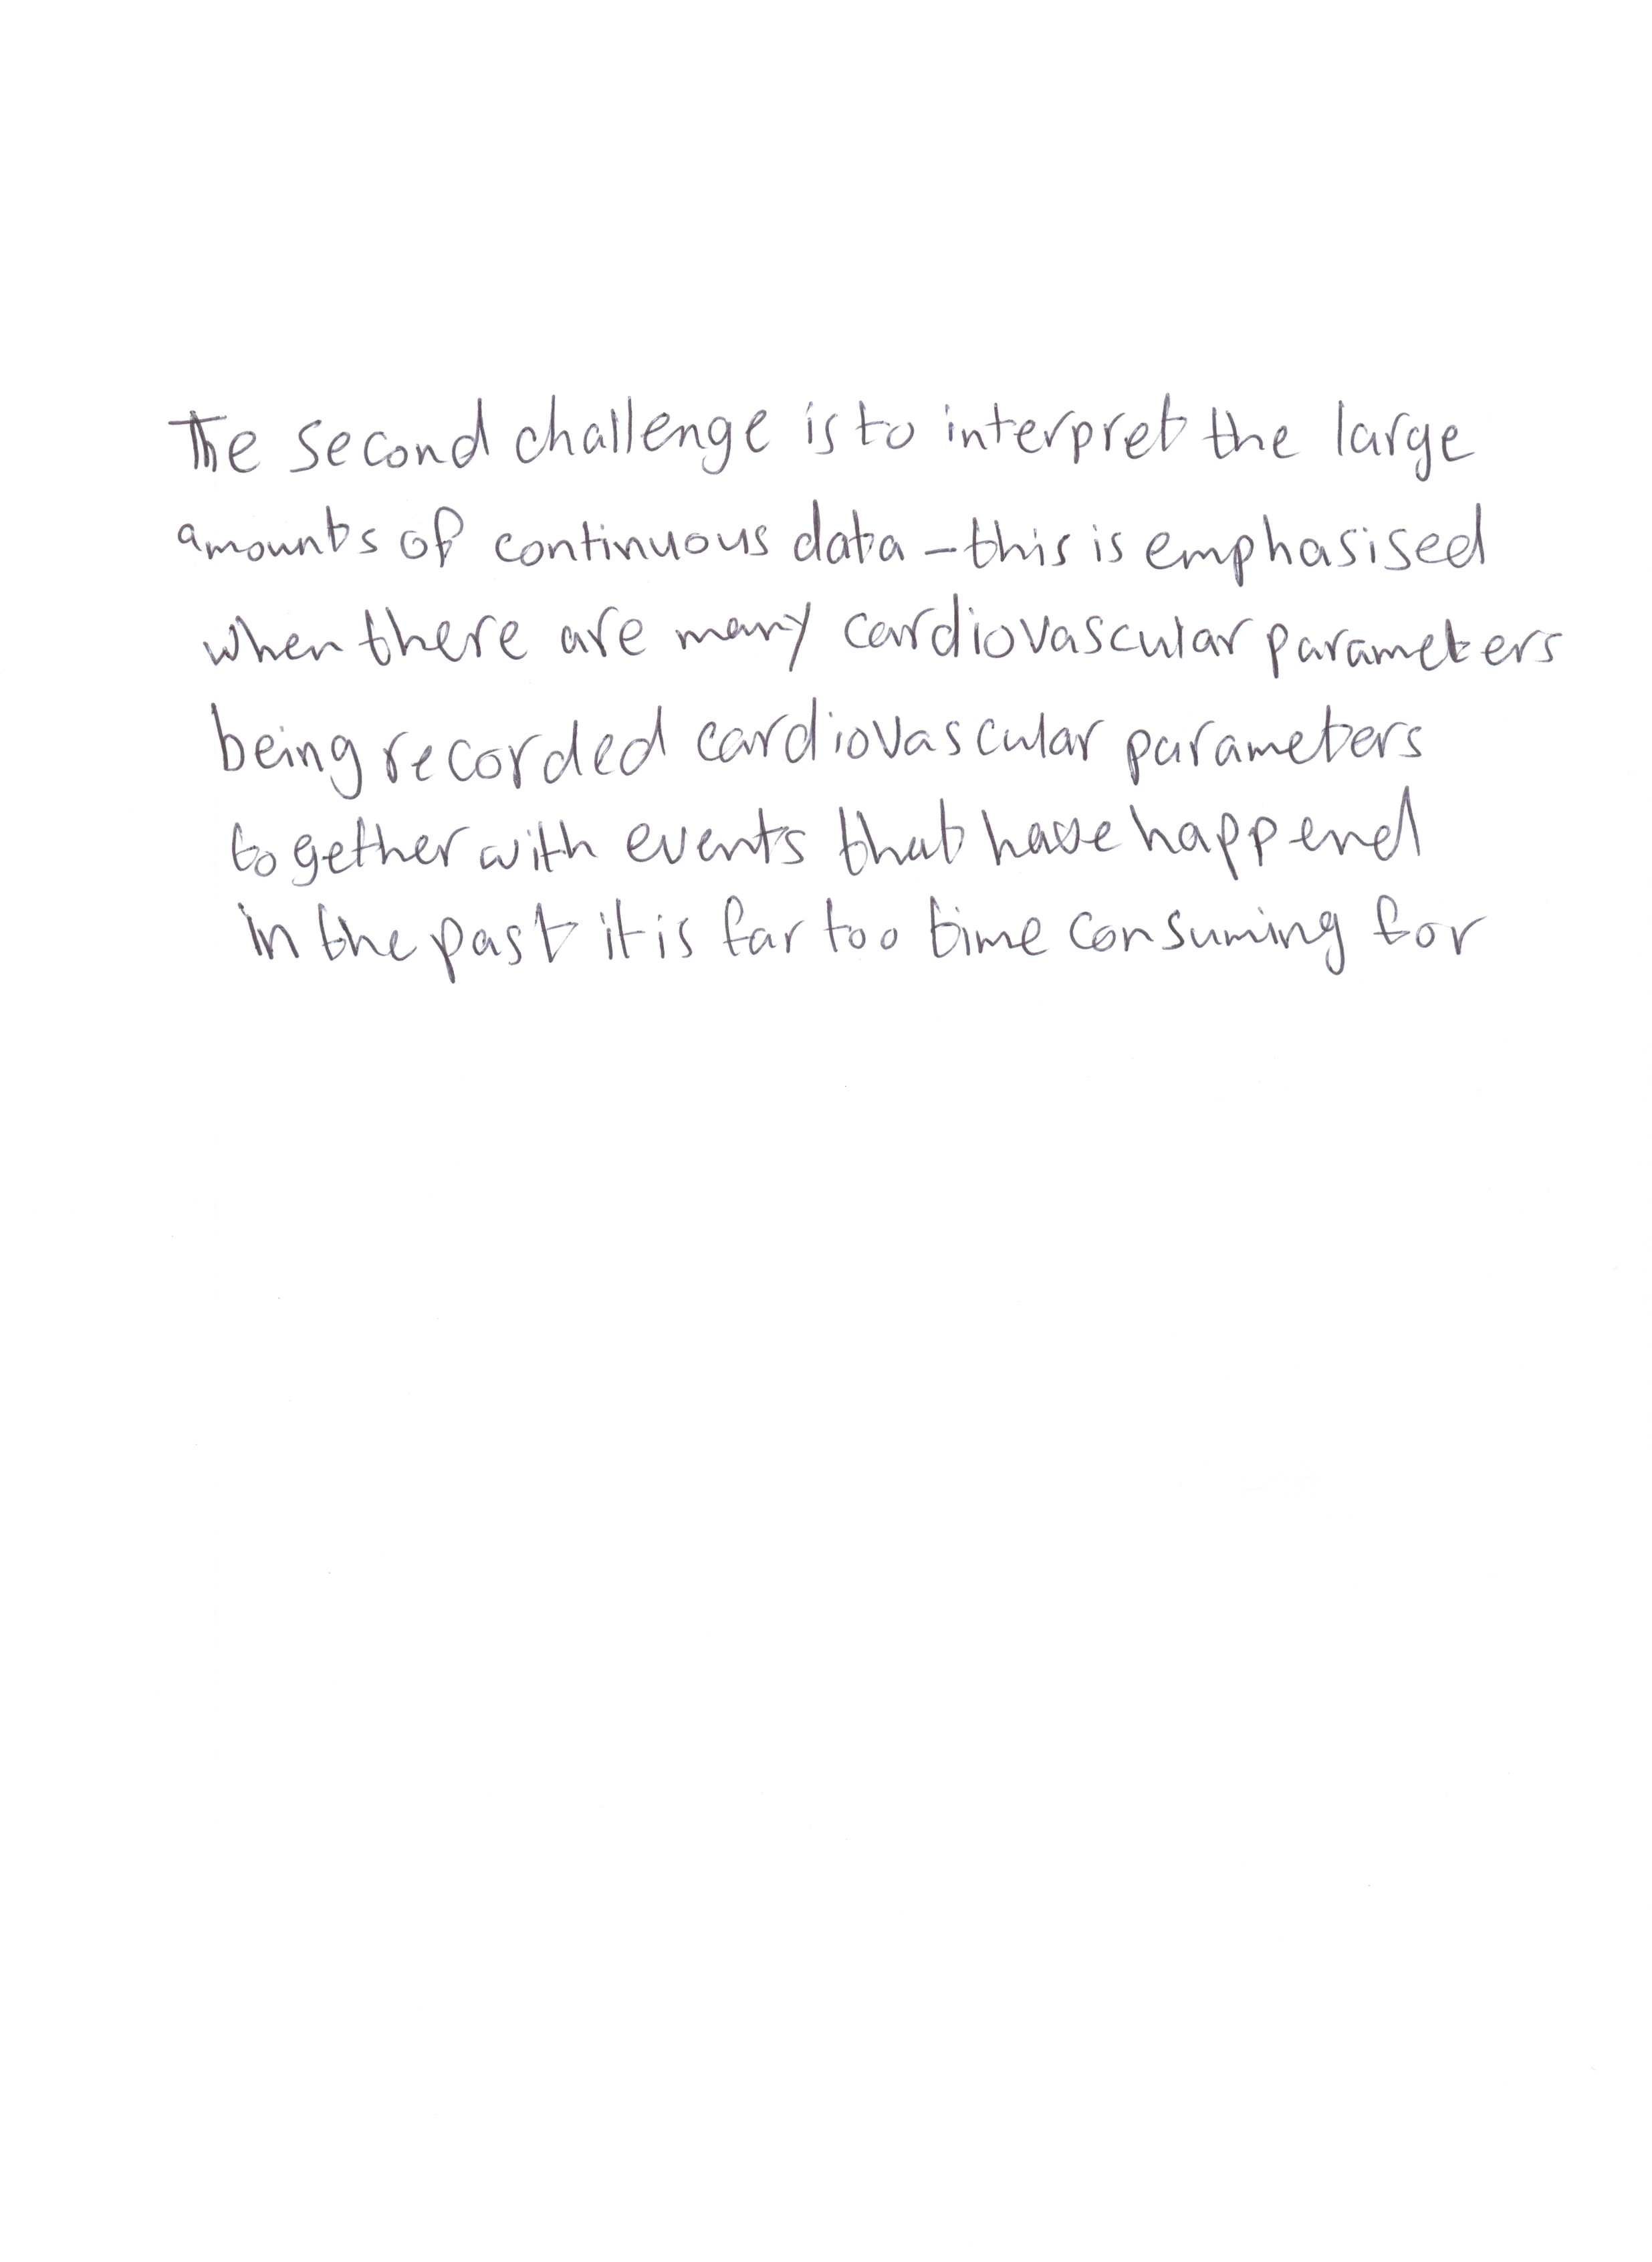 The second challenge is to interpret the large
amounts of continuous data – this is emphasised
when there are many cardiovascular parameters
being recorded cardiovascular parameters
together with events that have happened
in the past it is far too time consuming for